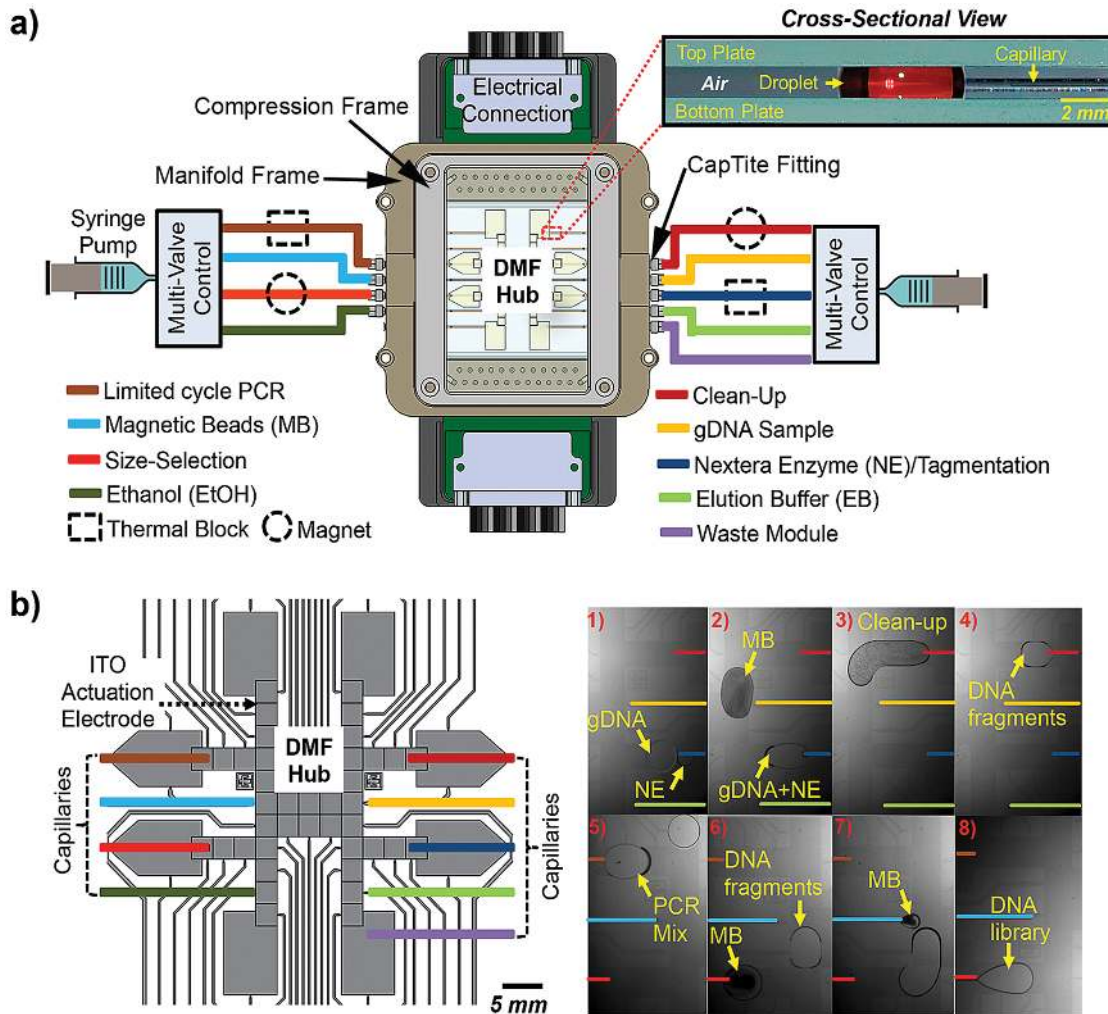 a)
Cross-Sectional View
Top Plate
Capillary
Air
Droplet
Bottom Plate
2 mm
Electrical
Connection
Compression Frame
Manifold Frame
CapTite Fitting
Syringe
Pump
Multi-Valve
Control
DMF
Hub
Multi-Valve
Control
Limited cycle PCR
Magnetic Beads (MB)
Size-Selection
Ethanol (EtOH)
Thermal Block
Magnet
Clean-Up
gDNA Sample
Nextera Enzyme (NE)/Tagmentation
Elution Buffer (EB)
Waste Module
b)
ITO
Actuation
Electrode
DMF
Hub
Capillaries
Capillaries
5 mm
1)
gDNA
NE
2)
MB
gDNA+NE
3)
Clean-up
4)
DNA
fragments
5)
PCR
Mix
6)
DNA
fragments
MB
7)
MB
8)
DNA
library